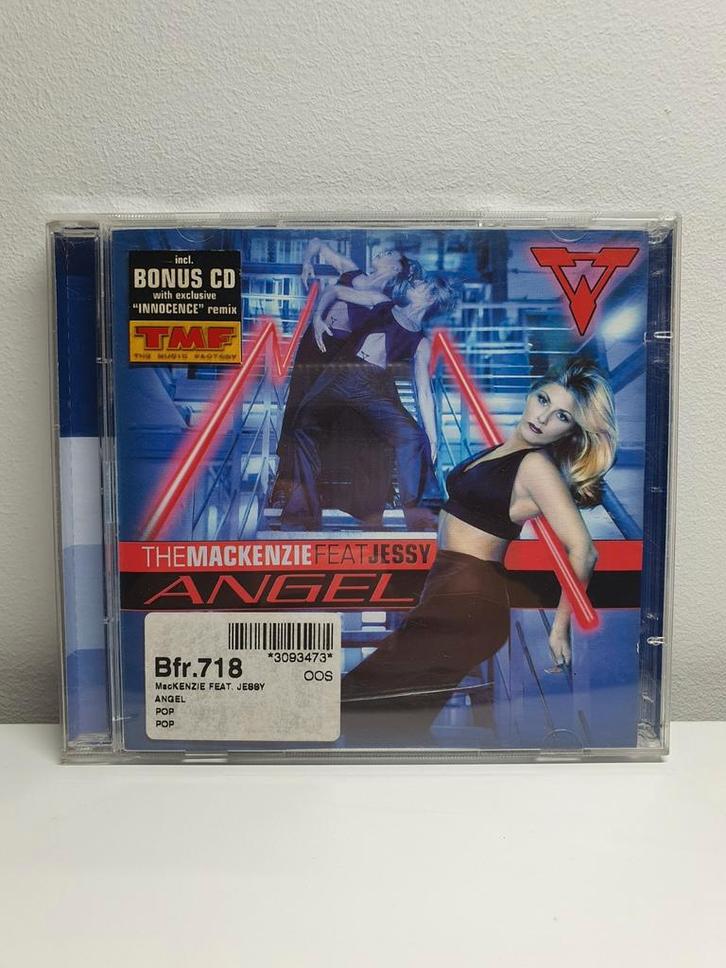 incl.
BONUS CD
with exclusive
"INNOCENCE" remix
TMF
THE MUSIC FACTORY
THEMACKENZIEFEATJESSY
ANGEL
*3093473*
Bfr.718
OOS
MacKENZIE FEAT. JESSY
ANGEL
POP
POP